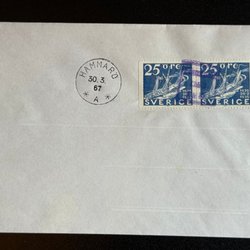 HAMMARÖ
30. 3.
67
* A *
25 ÖRE 25 ÖRE
SVERIGE SVERIGE